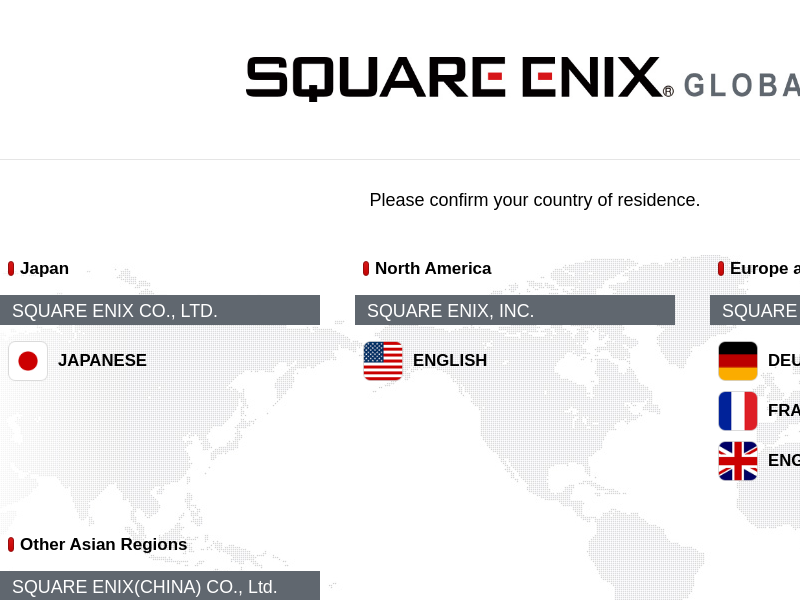 SQUARE ENIX® GLOBA
Please confirm your country of residence.
Japan
SQUARE ENIX CO., LTD.
JAPANESE
North America
SQUARE ENIX, INC.
ENGLISH
Europe a
SQUARE
DEU
FRA
ENG
Other Asian Regions
SQUARE ENIX(CHINA) CO., Ltd.